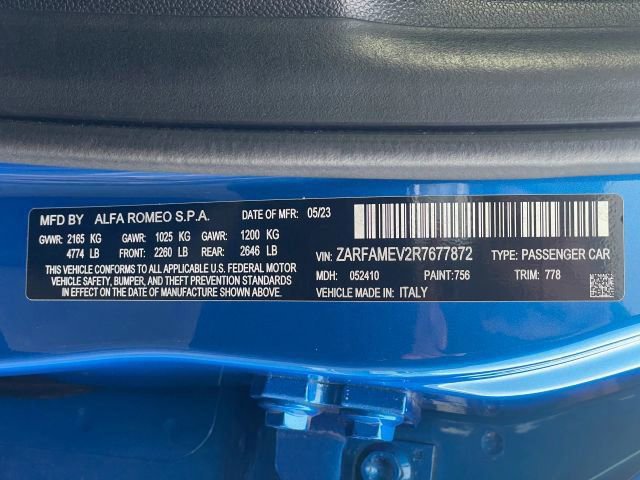 MFD BY ALFA ROMEO S.P.A. DATE OF MFR: 05/23
GVWR: 2165 KG GAWR: 1025 KG GAWR: 1200 KG
4774 LB FRONT: 2260 LB REAR: 2646 LB
THIS VEHICLE CONFORMS TO ALL APPLICABLE U.S. FEDERAL MOTOR
VEHICLE SAFETY, BUMPER, AND THEFT PREVENTION STANDARDS
IN EFFECT ON THE DATE OF MANUFACTURE SHOWN ABOVE.
VIN: ZARFAMEV2R7677872 TYPE: PASSENGER CAR
MDH: 052410 PAINT:756 TRIM: 778
VEHICLE MADE IN: ITALY